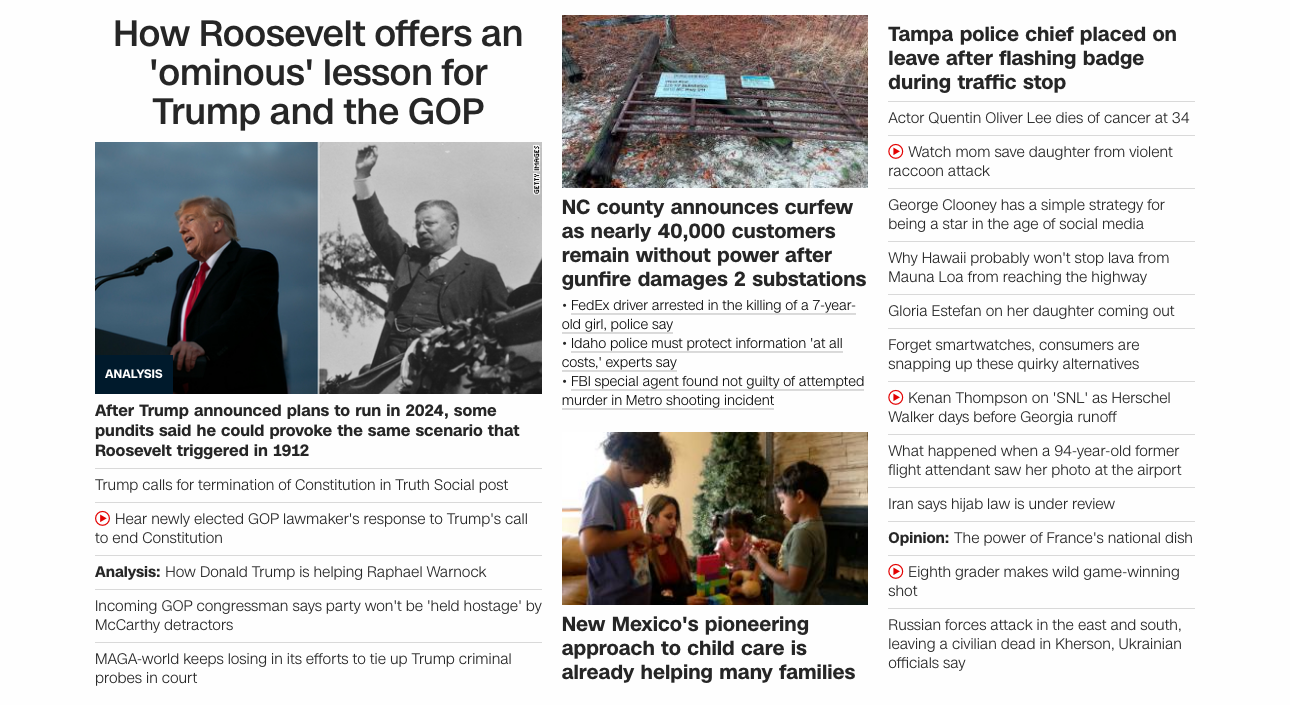 How Roosevelt offers an
'ominous' lesson for
Trump and the GOP
GETTY IMAGES
ANALYSIS
After Trump announced plans to run in 2024, some
pundits said he could provoke the same scenario that
Roosevelt triggered in 1912
Trump calls for termination of Constitution in Truth Social post
Hear newly elected GOP lawmaker's response to Trump's call
to end Constitution
Analysis: How Donald Trump is helping Raphael Warnock
Incoming GOP congressman says party won't be 'held hostage' by
McCarthy detractors
MAGA-world keeps losing in its efforts to tie up Trump criminal
probes in court
NC county announces curfew
as nearly 40,000 customers
remain without power after
gunfire damages 2 substations
• FedEx driver arrested in the killing of a 7-year-
old girl, police say
• Idaho police must protect information 'at all
costs,' experts say
• FBI special agent found not guilty of attempted
murder in Metro shooting incident
New Mexico's pioneering
approach to child care is
already helping many families
Tampa police chief placed on
leave after flashing badge
during traffic stop
Actor Quentin Oliver Lee dies of cancer at 34
Watch mom save daughter from violent
raccoon attack
George Clooney has a simple strategy for
being a star in the age of social media
Why Hawaii probably won't stop lava from
Mauna Loa from reaching the highway
Gloria Estefan on her daughter coming out
Forget smartwatches, consumers are
snapping up these quirky alternatives
Kenan Thompson on 'SNL' as Herschel
Walker days before Georgia runoff
What happened when a 94-year-old former
flight attendant saw her photo at the airport
Iran says hijab law is under review
Opinion: The power of France's national dish
Eighth grader makes wild game-winning
shot
Russian forces attack in the east and south,
leaving a civilian dead in Kherson, Ukrainian
officials say